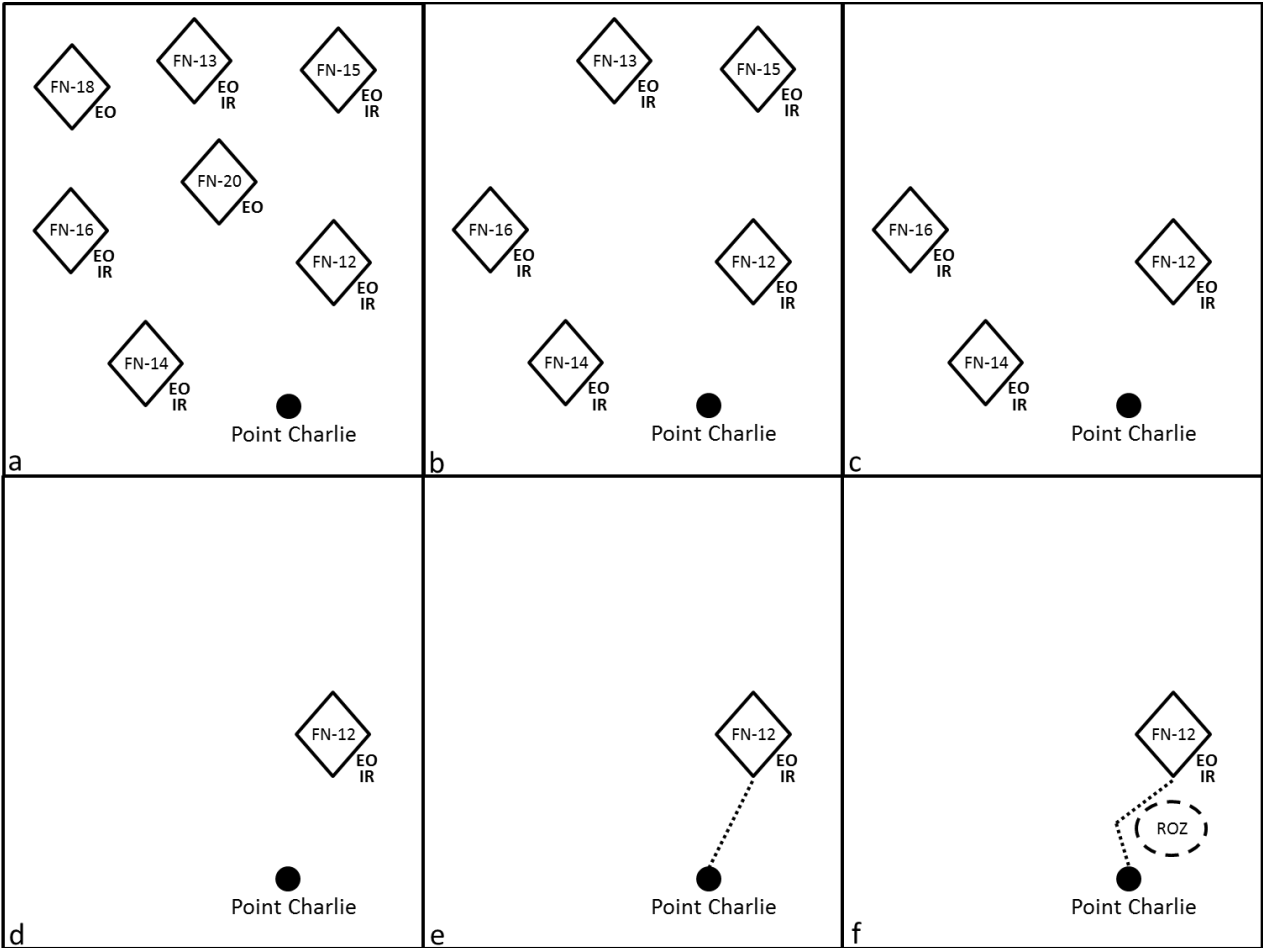 FN-18
EO
FN-13
EO
IR
FN-15
EO
IR
FN-20
EO
FN-16
EO
IR
FN-12
EO
IR
FN-14
EO
IR
Point Charlie
a
FN-13
EO
IR
FN-15
EO
IR
FN-16
EO
IR
FN-12
EO
IR
FN-14
EO
IR
Point Charlie
b
FN-16
EO
IR
FN-12
EO
IR
FN-14
EO
IR
Point Charlie
c
FN-12
EO
IR
Point Charlie
d
FN-12
EO
IR
Point Charlie
e
FN-12
EO
IR
ROZ
Point Charlie
f